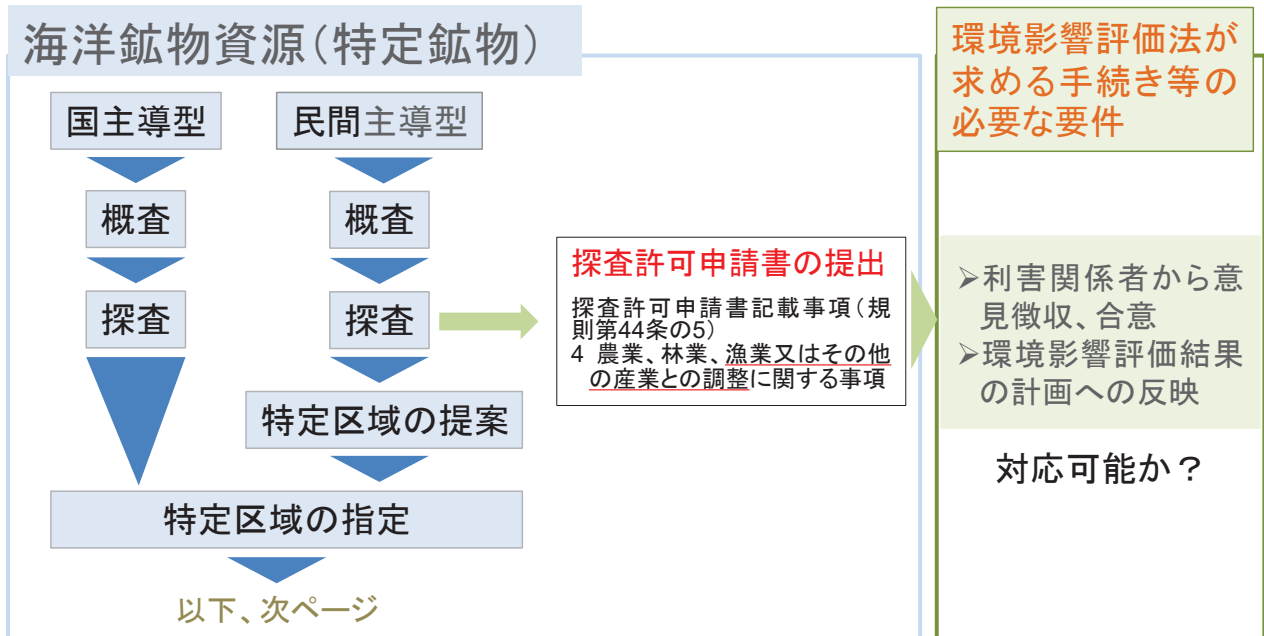 海洋鉱物資源（特定鉱物）
国主導型
民間主導型
概査
概査
探査
探査
特定区域の提案
特定区域の指定
以下、次ページ
探査許可申請書の提出
探査許可申請書記載事項（規
則第44条の5）
4 農業、林業、漁業又はその他
の産業との調整に関する事項
環境影響評価法が
求める手続き等の
必要な要件
➢利害関係者から意
見徴収、合意
➢環境影響評価結果
の計画への反映
対応可能か？